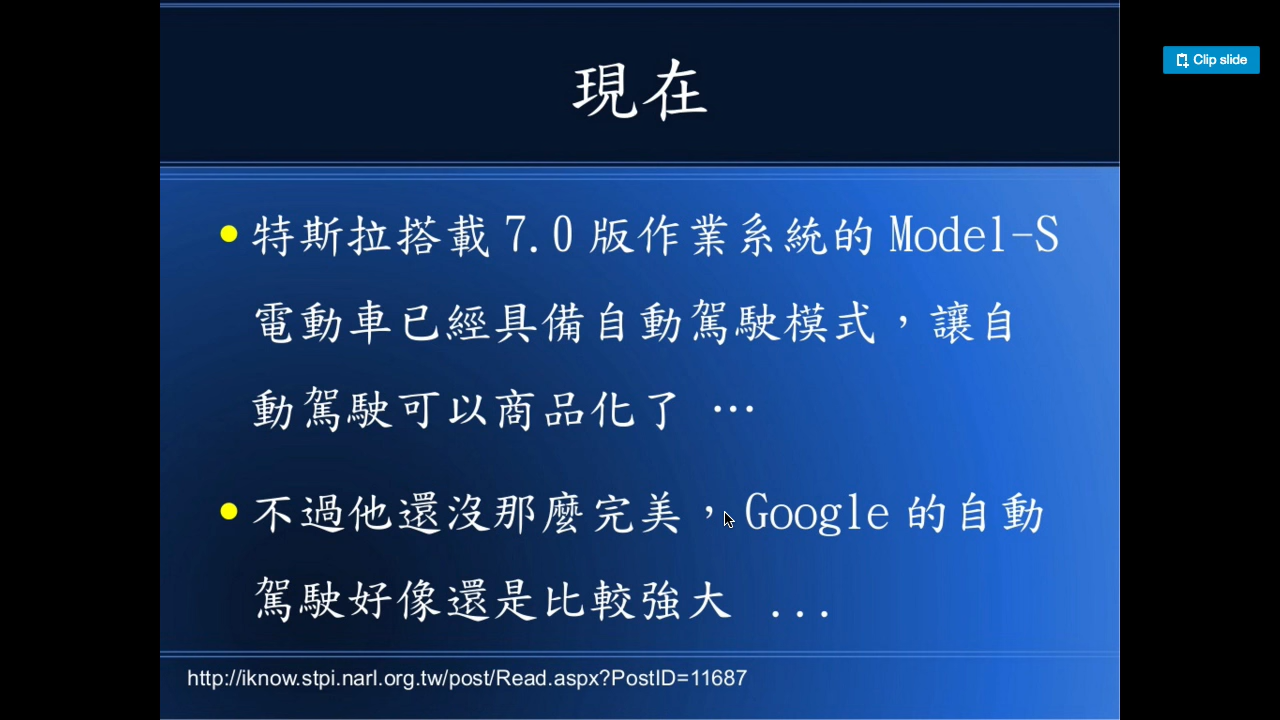 Clip slide
現在
特斯拉搭載 7.0 版作業系統的 Model-S
電動車已經具備自動駕駛模式，讓自
動駕駛可以商品化了 …
不過他還沒那麼完美，Google 的自動
駕駛好像還是比較強大 ...
http://iknow.stpi.narl.org.tw/post/Read.aspx?PostID=11687